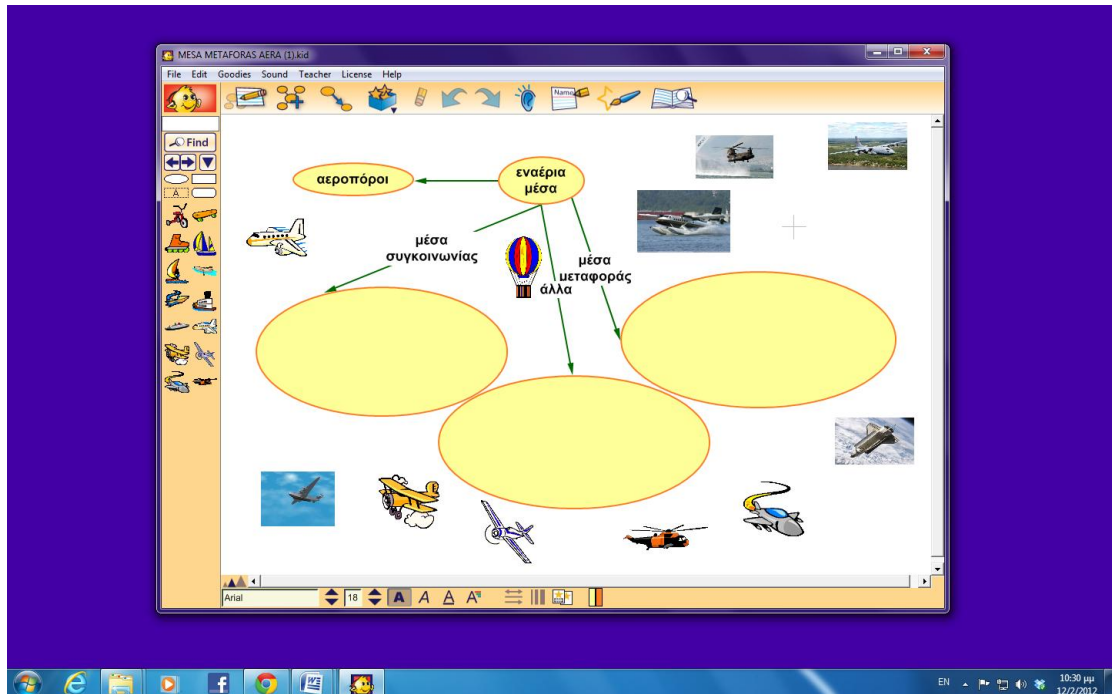 MESA METAFORAS AERA (1).kid
File Edit Goodies Sound Teacher License Help
Name
Find
A
αεροπόροι
εναέρια
μέσα
μέσα
συγκοινωνίας
μέσα
μεταφοράς
άλλα
Arial 18 A A A A
EN
10:30 μμ
12/2/2012